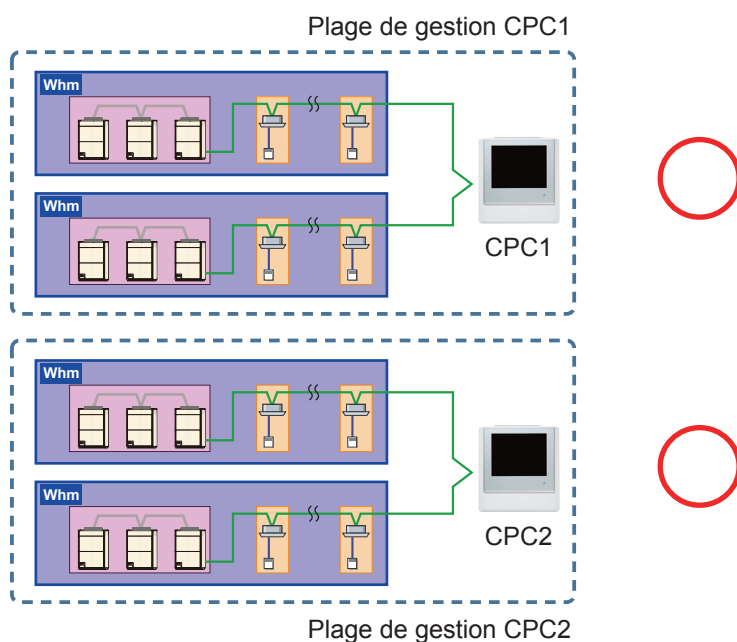 Plage de gestion CPC1
Whm
Whm
CPC1
Whm
Whm
CPC2
Plage de gestion CPC2